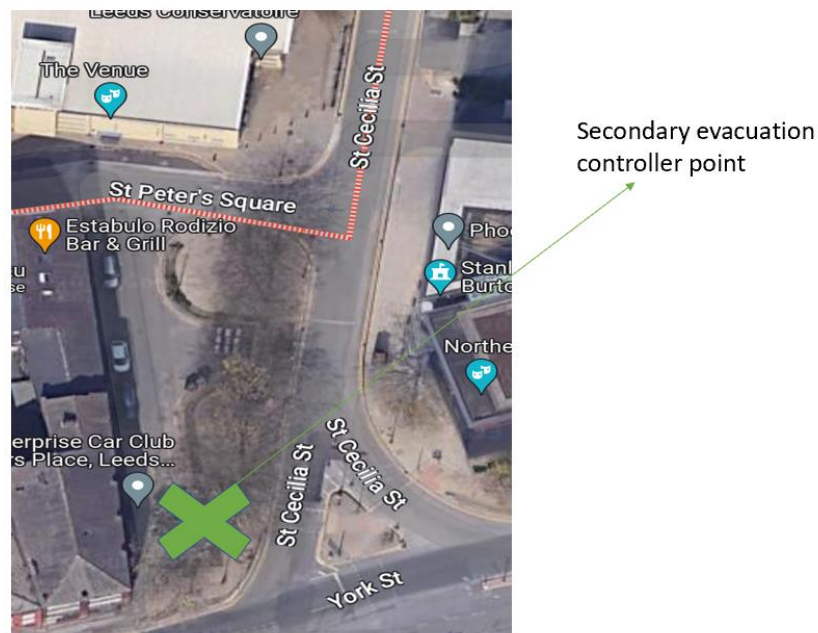 Leeds Conservatoire
The Venue
St Cecilia St
St Peter's Square
Estabulo Rodizio
Bar & Grill
Pho
Stanl
Burto
Northe
erprise Car Club
rs Place, Leeds...
St Cecilia St
St Cecilia St
York St
Secondary evacuation
controller point